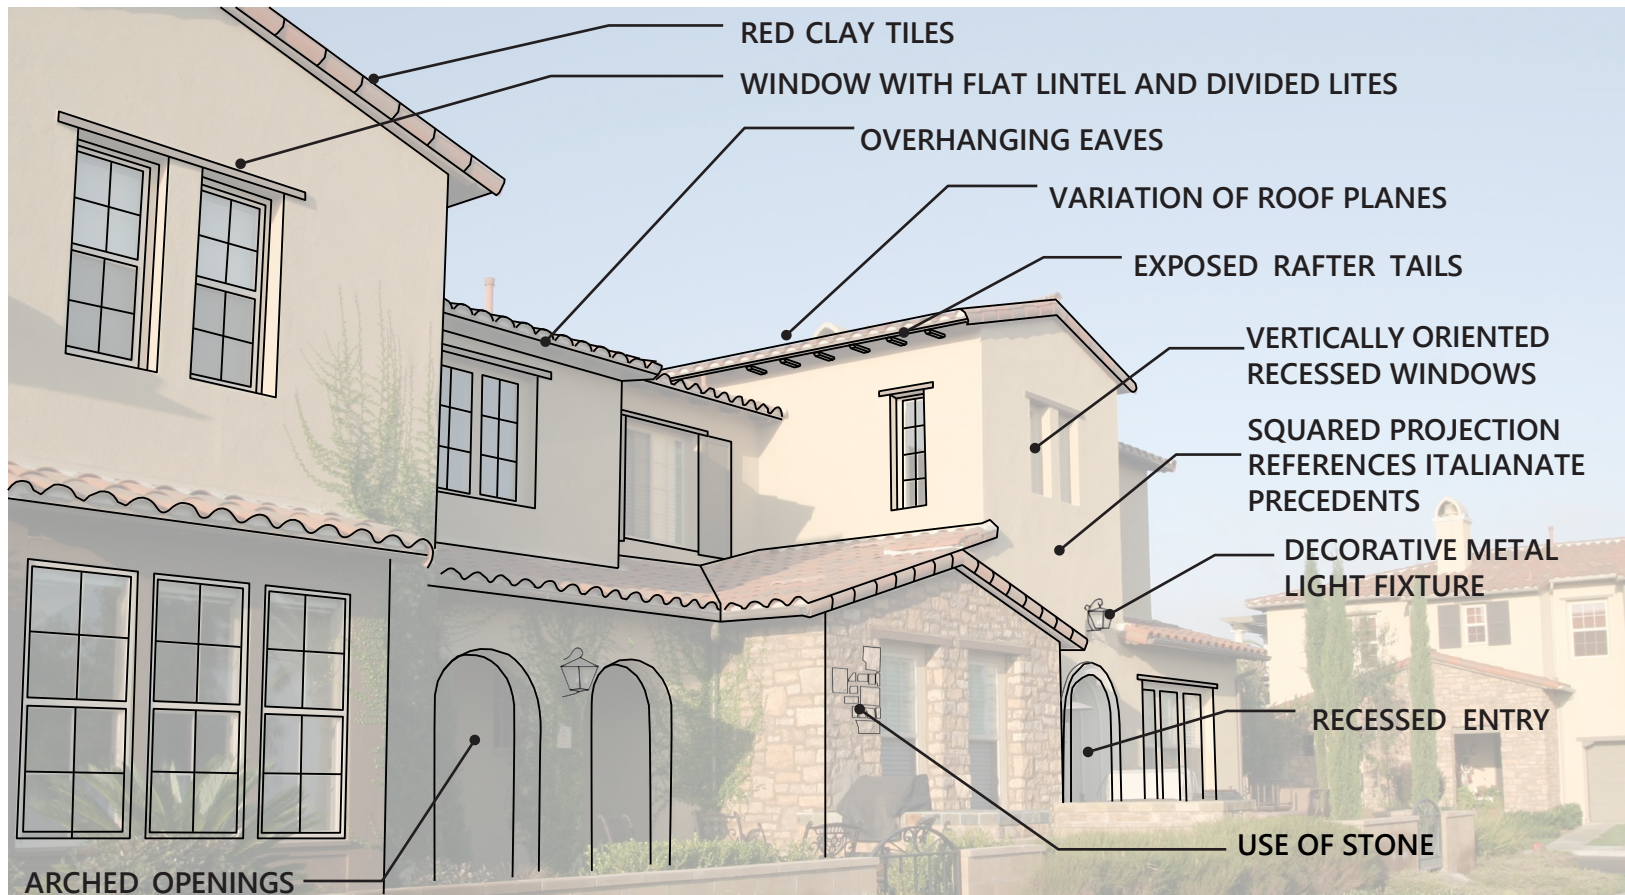 RED CLAY TILES
WINDOW WITH FLAT LINTEL AND DIVIDED LITES
OVERHANGING EAVES
VARIATION OF ROOF PLANES
EXPOSED RAFTER TAILS
VERTICALLY ORIENTED
RECESSED WINDOWS
SQUARED PROJECTION
REFERENCES ITALIANATE
PRECEDENTS
DECORATIVE METAL
LIGHT FIXTURE
RECESSED ENTRY
USE OF STONE
ARCHED OPENINGS